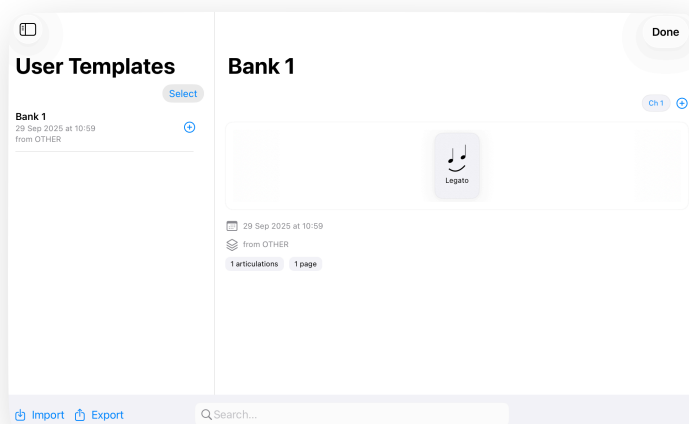 Done
User Templates
Bank 1
Select
Ch 1
Bank 1
29 Sep 2025 at 10:59
from OTHER
Legato
29 Sep 2025 at 10:59
from OTHER
1 articulations 1 page
Import Export Search...